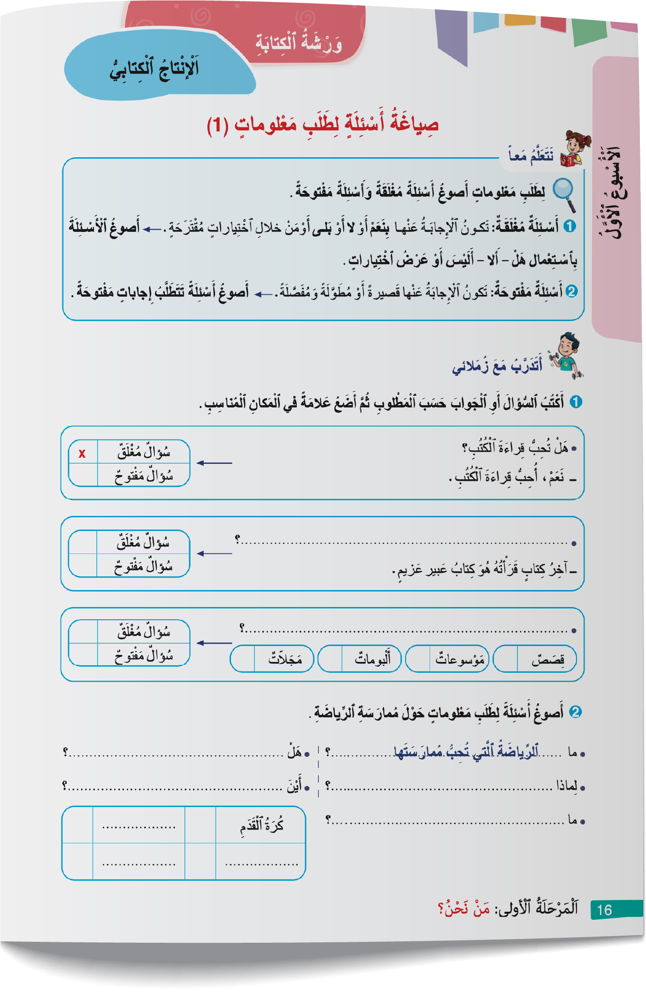 وَرْشَةُ ٱلْكِتابَةِ
اَلْإِنْتاجُ ٱلْكِتابِيُّ
اَلْأُسْبوعُ ٱلْأَوَّلُ
صِياغَةُ أَسْئِلَةٍ لِطَلَبِ مَعْلوماتٍ (1)
نَتَعَلَّمُ مَعاً
لِطَلَبِ مَعْلوماتٍ أَصوغُ أَسْئِلَةً مُغْلَقَةً وَأَسْئِلَةً مَفْتوحَةً .
1 أَسْئِلَةٌ مُغْلَقَةٌ: تَكونُ ٱلْإِجابَةُ عَنْها بِنَعَمْ أَوْ لا أَوْ بَلى أَوْ مَنْ خلالِ ٱخْتِياراتٍ مُقْتَرَحَةٍ . ← أَصوغُ ٱلْأَسْئِلَةَ
بِٱسْتِعْمال هَلْ – أَلا – أَلَيْسَ أَوْ عَرْضُ ٱخْتِياراتٍ .
2 أَسْئِلَةٌ مَفْتوحَةٌ: تَكونُ ٱلْإِجابَةُ عَنْها قَصيرةً أَوْ مُطَوَّلَةً وَمُفَصَّلَةً . ← أَصوغُ أَسْئِلَةً تَتَطَلَّبُ إِجاباتٍ مَفْتوحَةً .
أَتَدَرَّبُ مَعَ زُمَلائي
1 أَكْتُبُ ٱلسُّؤالَ أَوِ ٱلْجَوابَ حَسَبَ ٱلْمَطْلوبِ ثُمَّ أَضَعُ عَلامَةً في ٱلْمَكانِ ٱلْمُناسِبِ .
• هَلْ تُحِبُّ قِراءَةَ ٱلْكُتُبِ؟
– نَعَمْ، أُحِبُّ قِراءَةَ ٱلْكُتُبِ .
←
سُؤالٌ مُغْلَقٌ x
سُؤالٌ مَفْتوحٌ
• ..............................؟
– آخِرُ كِتابٍ قَرَأْتُهُ هُوَ كِتابُ عَبير عَزيمٍ .
←
سُؤالٌ مُغْلَقٌ
سُؤالٌ مَفْتوحٌ
• ..............................؟
قِصَصٌ مَوْسوعاتٌ أَلْبوماتٌ مَجَلّاتٌ
←
سُؤالٌ مُغْلَقٌ
سُؤالٌ مَفْتوحٌ
2 أَصوغُ أَسْئِلَةً لِطَلَبِ مَعْلوماتٍ حَوْلَ مُمارَسَةِ ٱلرِّياضَةِ .
• ما ٱلرِّياضَةُ ٱلَّتي تُحِبُّ مُمارَسَتَها ..........؟
• هَلْ ..............................؟
• لِماذا ..............................؟
• أَيْنَ ..............................؟
• ما ..............................؟
كُرَةُ ٱلْقَدَمِ ..................
.................. ..................
16 اَلْمَرْحَلَةُ ٱلْأولى: مَنْ نَحْنُ؟